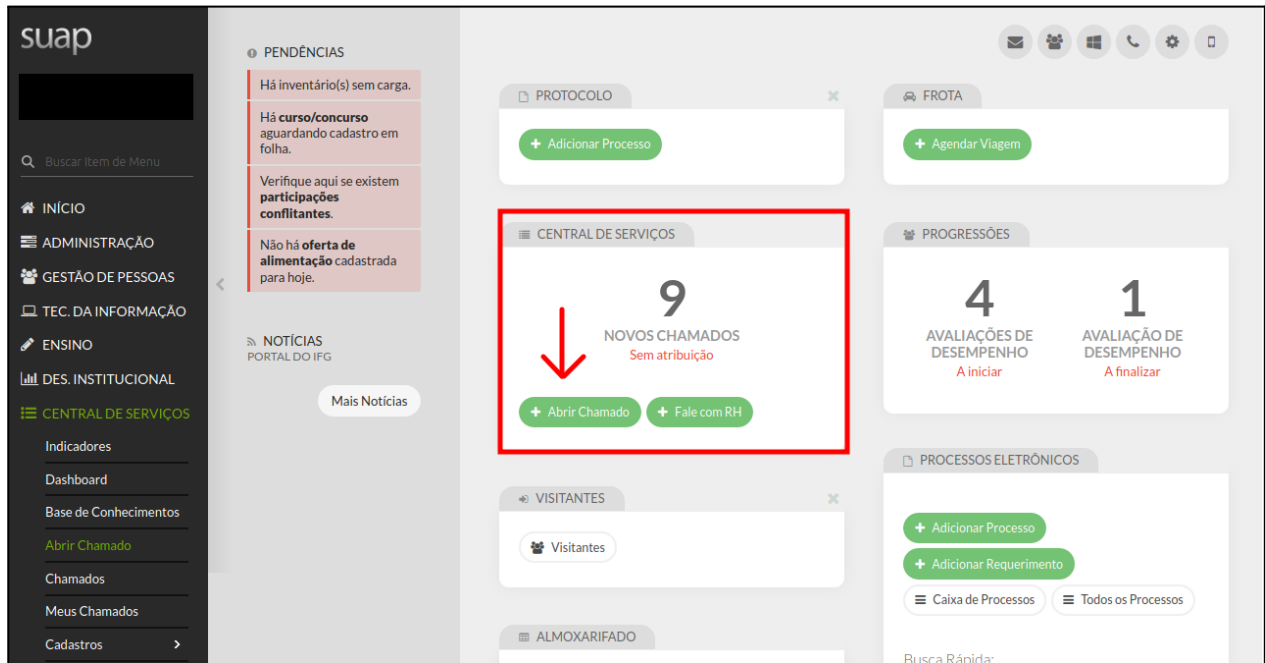 suap
Buscar Item de Menu
INÍCIO
ADMINISTRAÇÃO
GESTÃO DE PESSOAS
TEC. DA INFORMAÇÃO
ENSINO
DES. INSTITUCIONAL
CENTRAL DE SERVIÇOS
Indicadores
Dashboard
Base de Conhecimentos
Abrir Chamado
Chamados
Meus Chamados
Cadastros
PENDÊNCIAS
Há inventário(s) sem carga.
Há curso/concurso
aguardando cadastro em
folha.
Verifique aqui se existem
participações
conflitantes.
Não há oferta de
alimentação cadastrada
para hoje.
NOTÍCIAS
PORTAL DO IFG
Mais Notícias
PROTOCOLO
Adicionar Processo
CENTRAL DE SERVIÇOS
9
NOVOS CHAMADOS
Sem atribuição
Abrir Chamado
Fale com RH
VISITANTES
Visitantes
ALMOXARIFADO
FROTA
Agendar Viagem
PROGRESSÕES
4
AVALIAÇÕES DE
DESEMPENHO
A iniciar
1
AVALIAÇÃO DE
DESEMPENHO
A finalizar
PROCESSOS ELETRÔNICOS
Adicionar Processo
Adicionar Requerimento
Caixa de Processos
Todos os Processos
Busca Rápida: